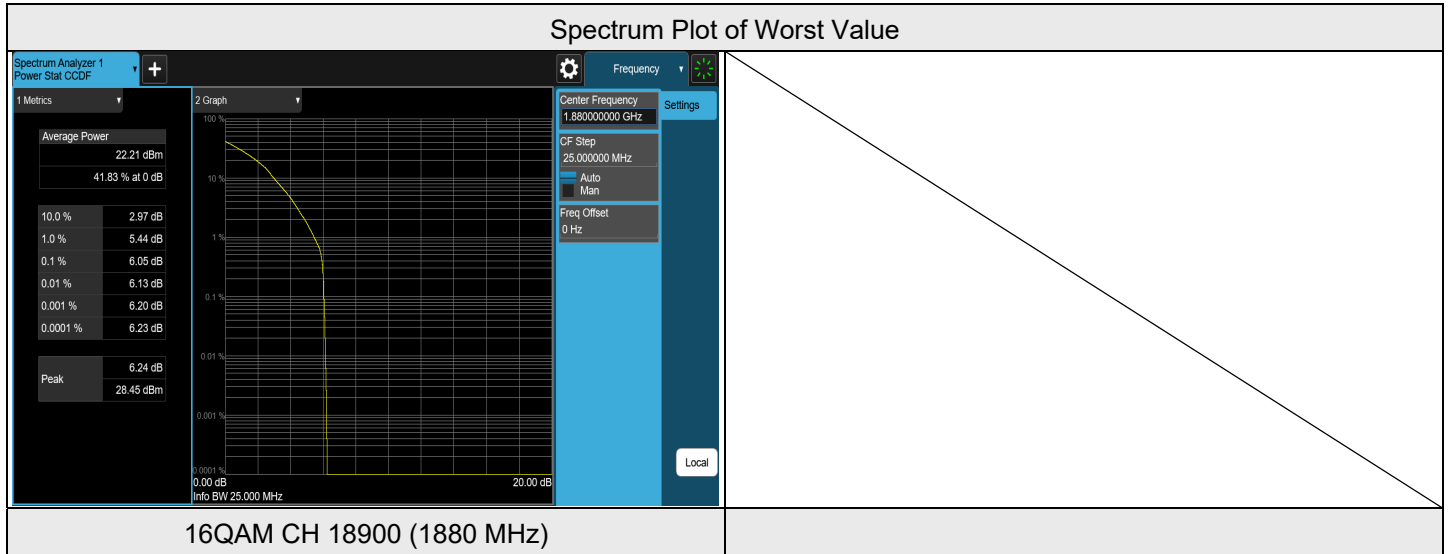 Spectrum Plot of Worst Value
Spectrum Analyzer 1
Power Stat CCDF
+
Frequency
1 Metrics
2 Graph
Average Power
22.21 dBm
41.83 % at 0 dB
10.0 % 2.97 dB
1.0 % 5.44 dB
0.1 % 6.05 dB
0.01 % 6.13 dB
0.001 % 6.20 dB
0.0001 % 6.23 dB
Peak
6.24 dB
28.45 dBm
100 %
10 %
1 %
0.1 %
0.01 %
0.001 %
0.0001 %
0.00 dB 20.00 dB
Info BW 25.000 MHz
Center Frequency
1.880000000 GHz
Settings
CF Step
25.000000 MHz
Auto
Man
Freq Offset
0 Hz
Local
16QAM CH 18900 (1880 MHz)